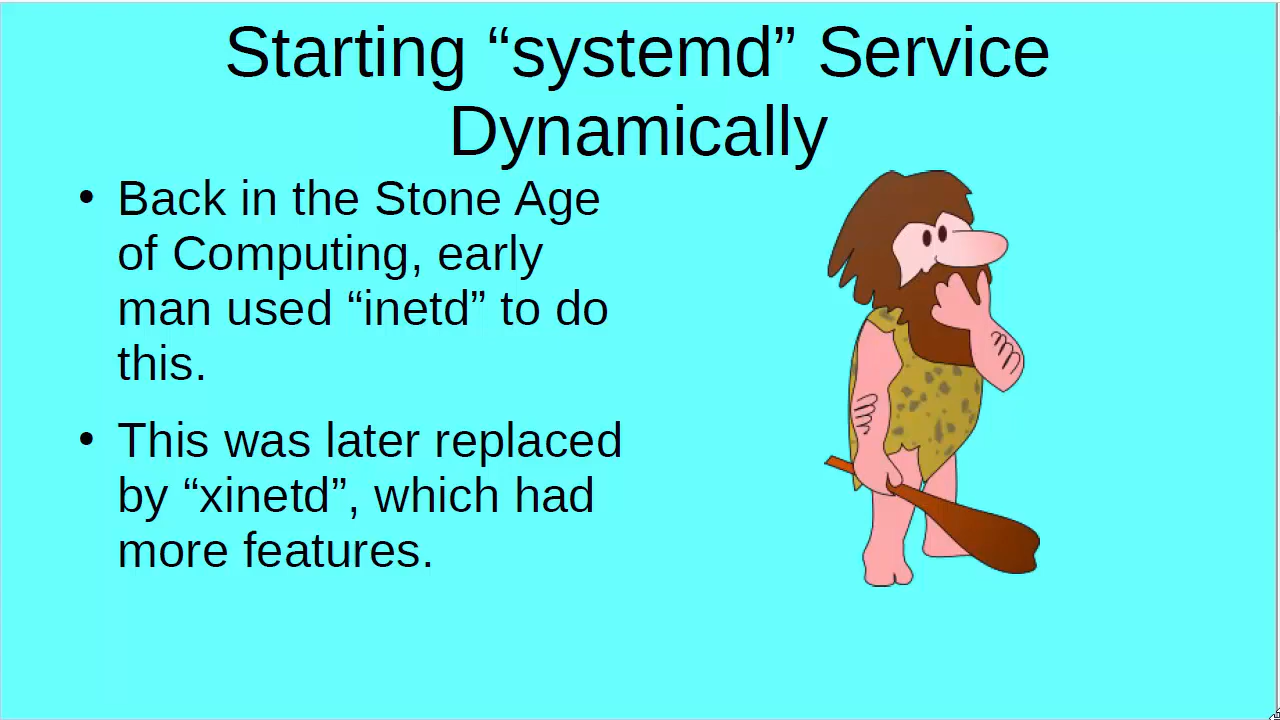 Starting “systemd” Service
Dynamically
• Back in the Stone Age
of Computing, early
man used “inetd” to do
this.
• This was later replaced
by “xinetd”, which had
more features.